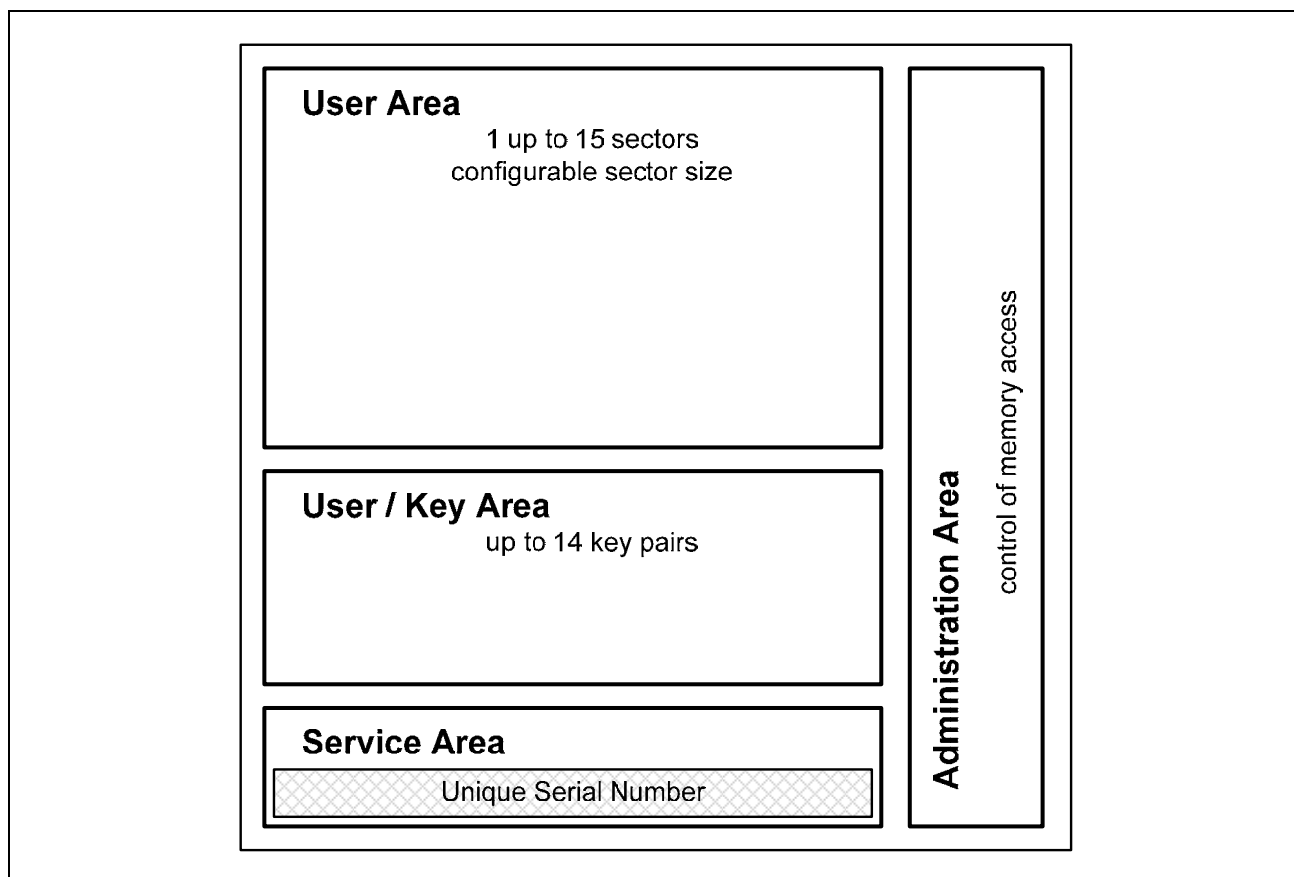 User Area
1 up to 15 sectors
configurable sector size
User / Key Area
up to 14 key pairs
Service Area
Unique Serial Number
Administration Area
control of memory access